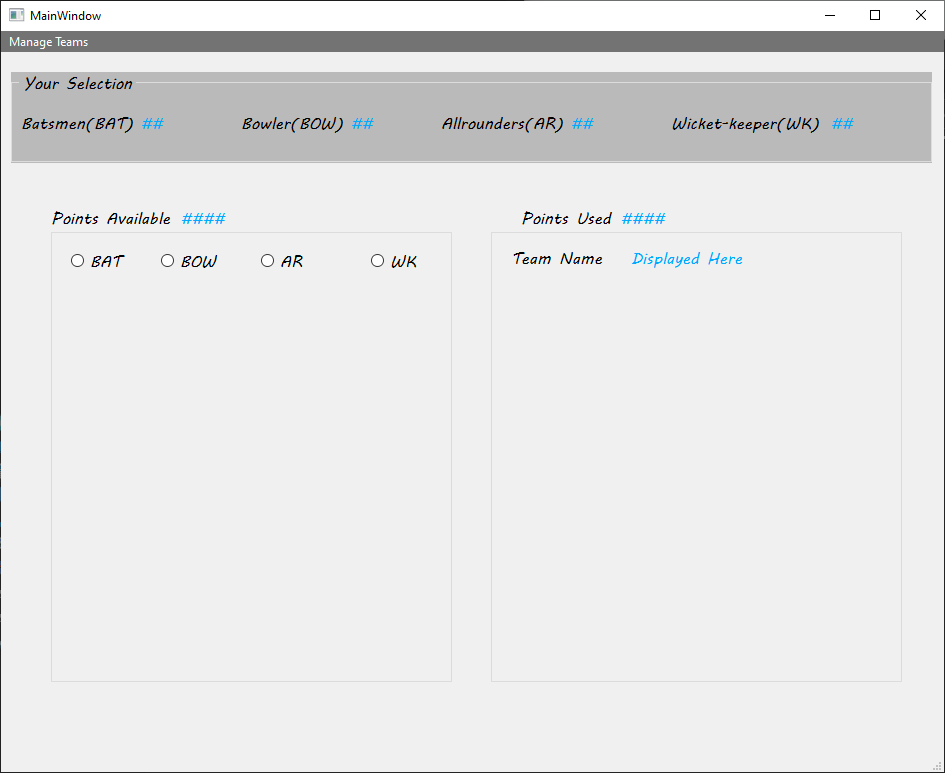 MainWindow
Manage Teams
Your Selection
Batsmen(BAT) ## Bowler(BOW) ## Allrounders(AR) ## Wicket-keeper(WK) ##
Points Available #### Points Used ####
BAT BOW AR WK Team Name Displayed Here